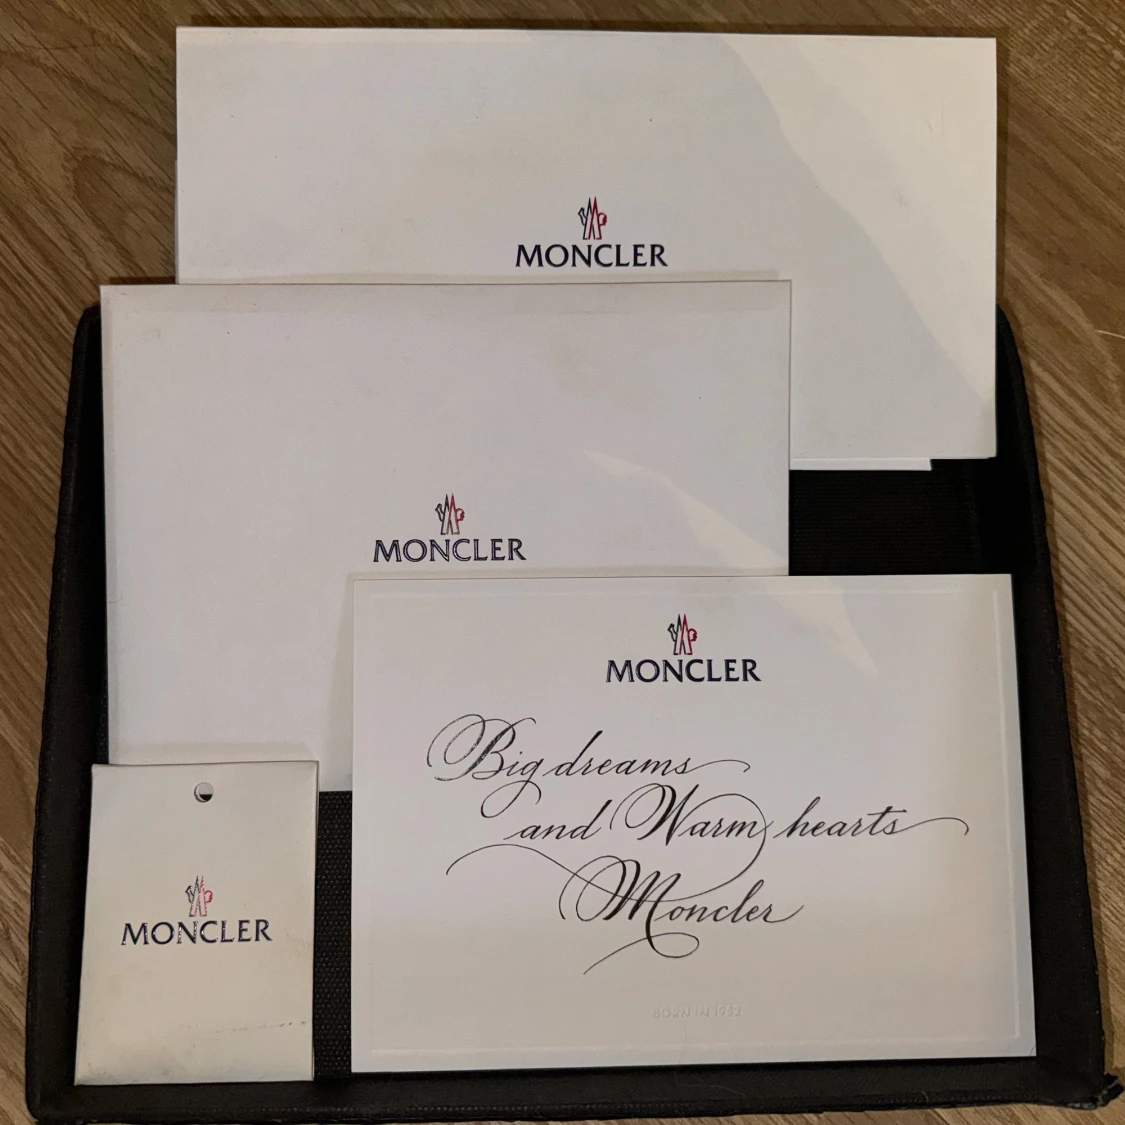 MONCLER
MONCLER
MONCLER
Big dreams
and Warm hearts
Moncler
BORN IN 1952
MONCLER